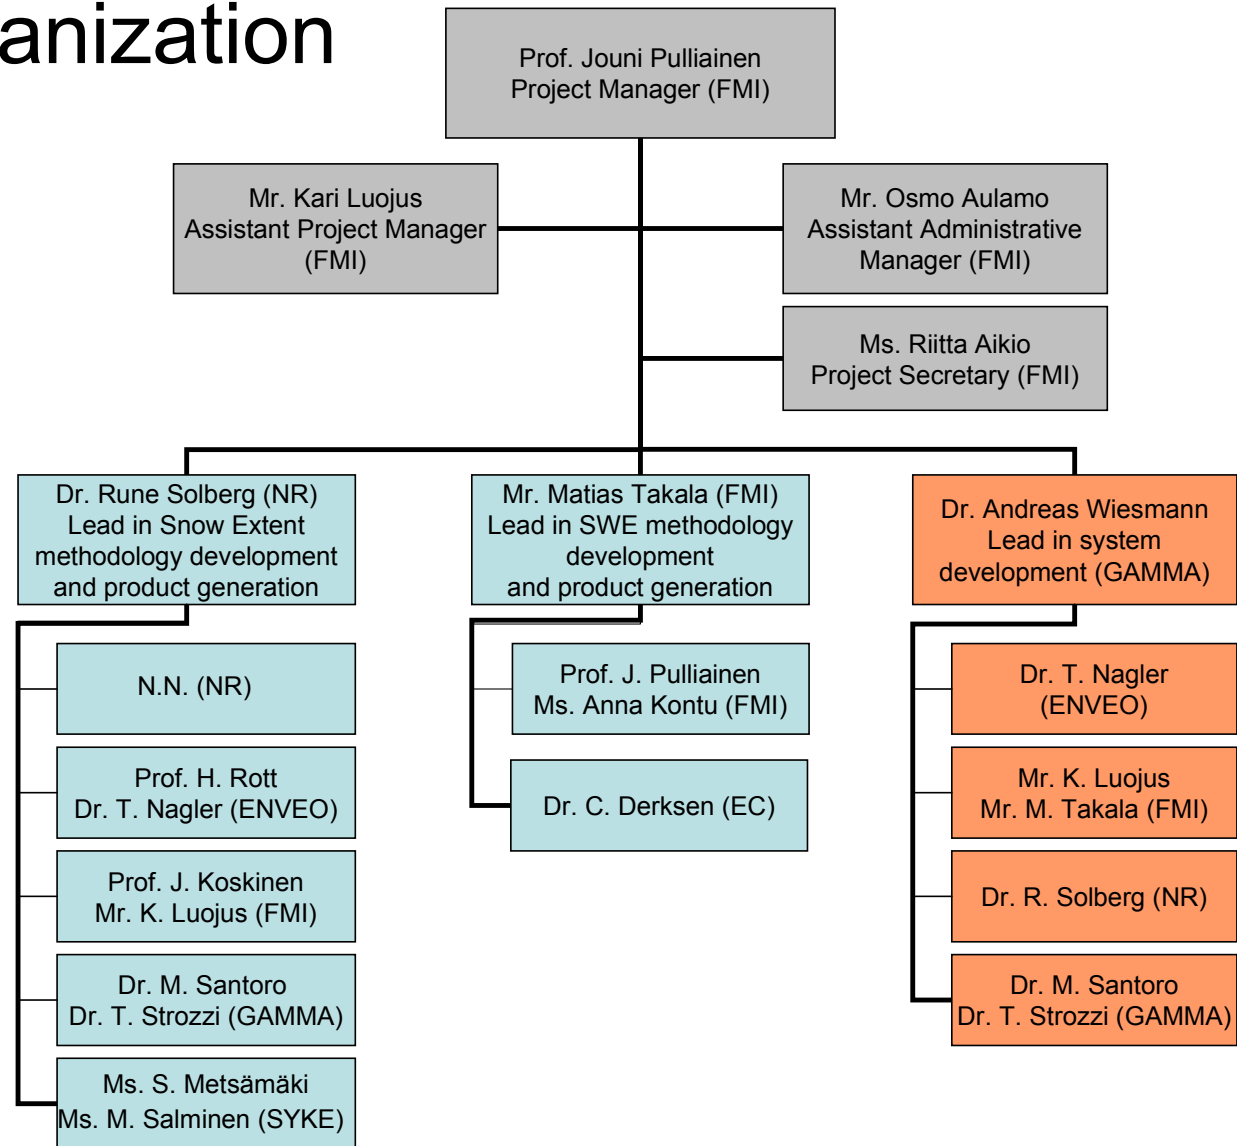 anization
Prof. Jouni Pulliainen
Project Manager (FMI)
Mr. Kari Luojus
Assistant Project Manager
(FMI)
Mr. Osmo Aulamo
Assistant Administrative
Manager (FMI)
Ms. Riitta Aikio
Project Secretary (FMI)
Dr. Rune Solberg (NR)
Lead in Snow Extent
methodology development
and product generation
N.N. (NR)
Prof. H. Rott
Dr. T. Nagler (ENVEO)
Prof. J. Koskinen
Mr. K. Luojus (FMI)
Dr. M. Santoro
Dr. T. Strozzi (GAMMA)
Ms. S. Metsämäki
Ms. M. Salminen (SYKE)
Mr. Matias Takala (FMI)
Lead in SWE methodology
development
and product generation
Prof. J. Pulliainen
Ms. Anna Kontu (FMI)
Dr. C. Derksen (EC)
Dr. Andreas Wiesmann
Lead in system
development (GAMMA)
Dr. T. Nagler
(ENVEO)
Mr. K. Luojus
Mr. M. Takala (FMI)
Dr. R. Solberg (NR)
Dr. M. Santoro
Dr. T. Strozzi (GAMMA)